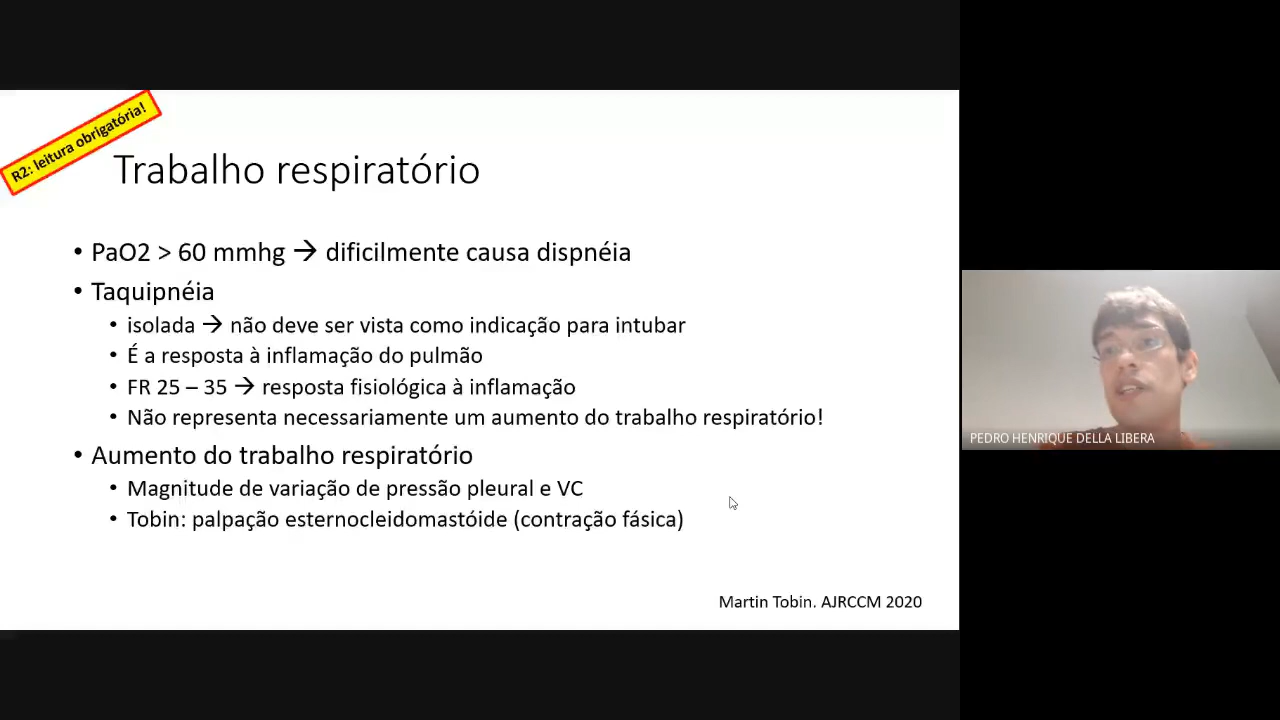 R2: leitura obrigatória!
Trabalho respiratório
• PaO2 > 60 mmhg → dificilmente causa dispnéia
• Taquipnéia
• isolada → não deve ser vista como indicação para intubar
• É a resposta à inflamação do pulmão
• FR 25 – 35 → resposta fisiológica à inflamação
• Não representa necessariamente um aumento do trabalho respiratório!
• Aumento do trabalho respiratório
• Magnitude de variação de pressão pleural e VC
• Tobin: palpação esternocleidomastóide (contração fásica)
Martin Tobin. AJRCCM 2020
PEDRO HENRIQUE DELLA LIBERA